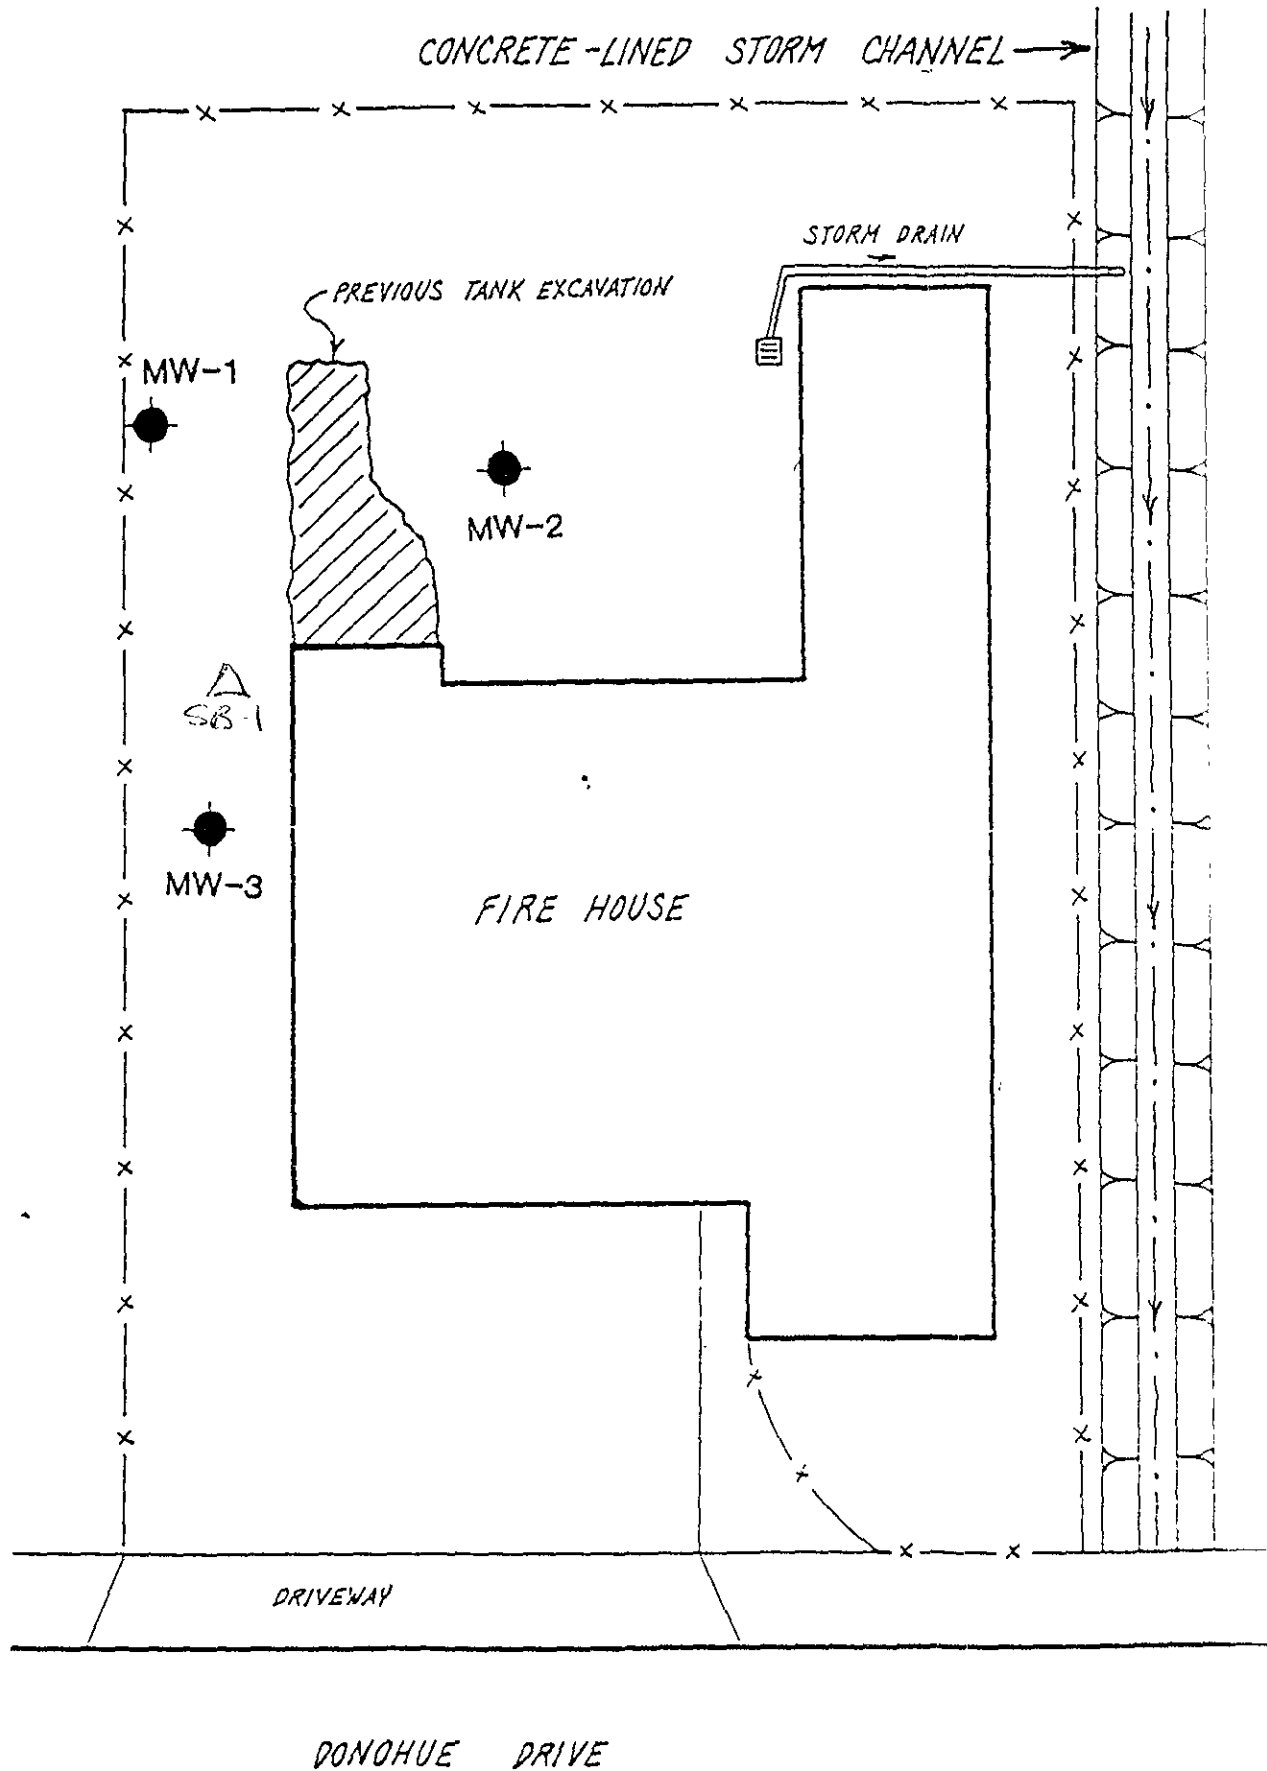 CONCRETE-LINED STORM CHANNEL
STORM DRAIN
PREVIOUS TANK EXCAVATION
MW-1
MW-2
SB-1
MW-3
FIRE HOUSE
DRIVEWAY
DONOHUE DRIVE